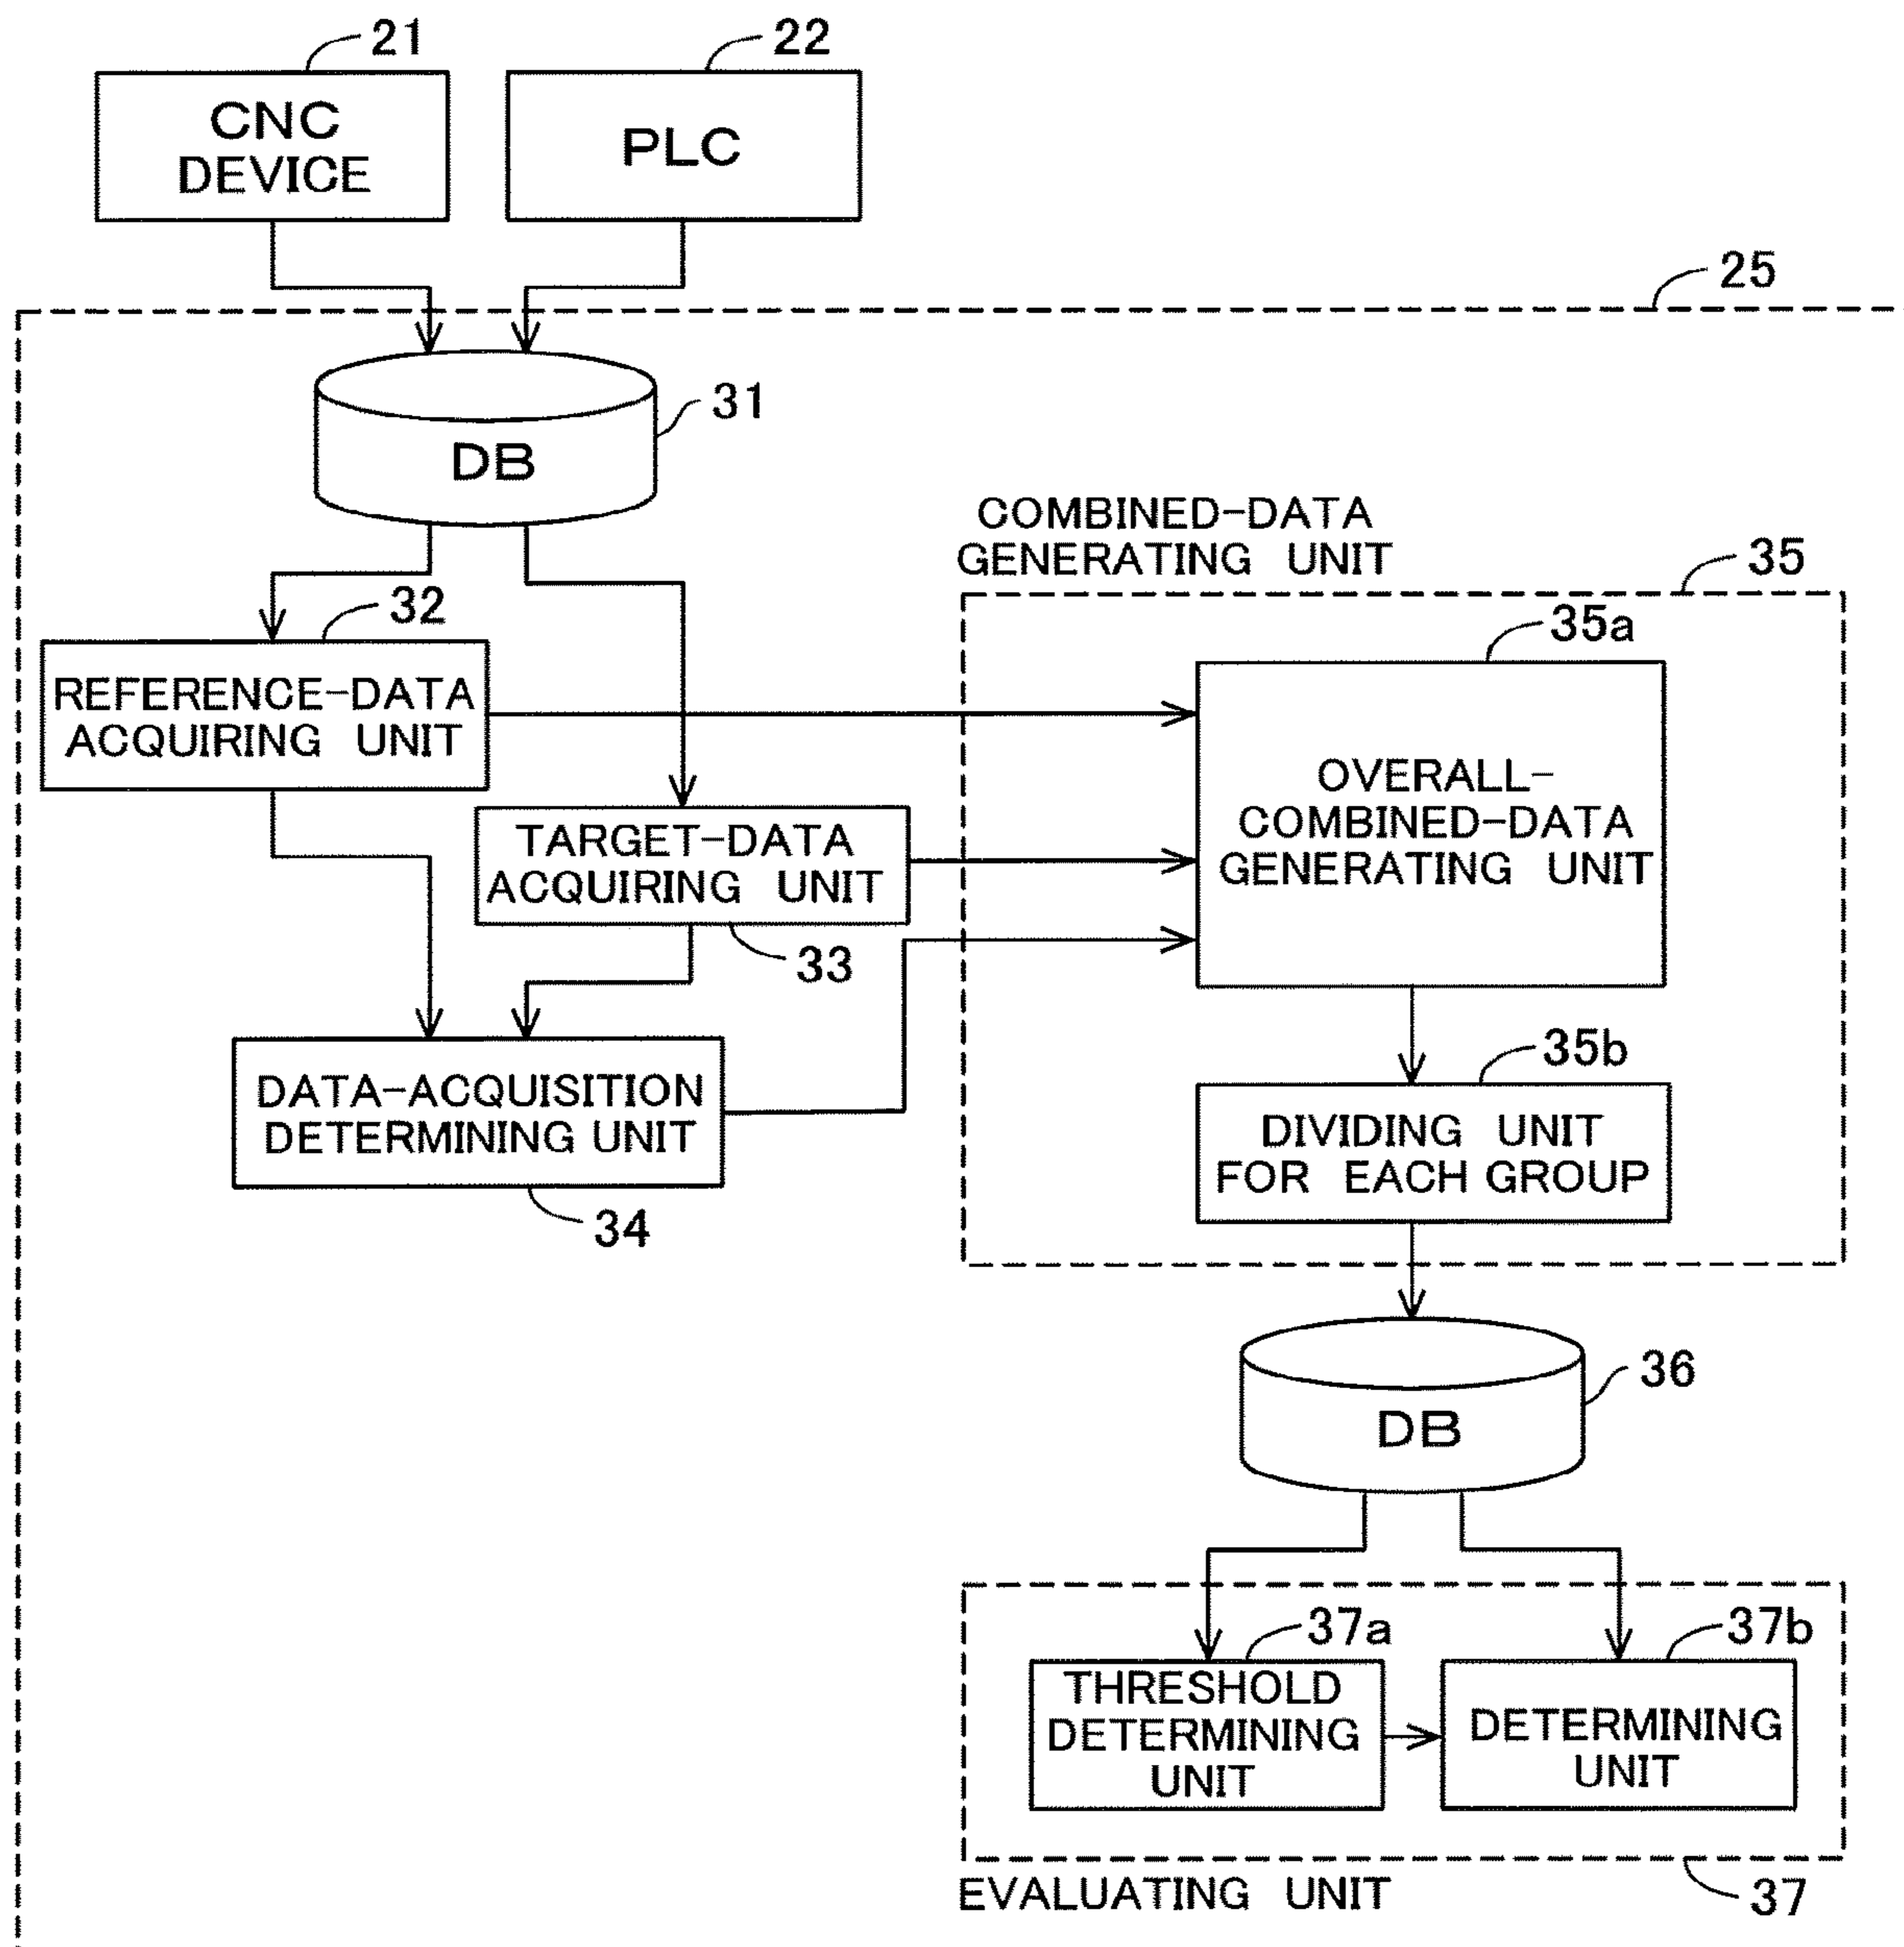 21
CNC
DEVICE
22
PLC
25
31
DB
COMBINED-DATA
GENERATING UNIT
35
32
REFERENCE-DATA
ACQUIRING UNIT
35a
OVERALL-
COMBINED-DATA
GENERATING UNIT
TARGET-DATA
ACQUIRING UNIT
33
DATA-ACQUISITION
DETERMINING UNIT
34
35b
DIVIDING UNIT
FOR EACH GROUP
36
DB
37a
THRESHOLD
DETERMINING
UNIT
37b
DETERMINING
UNIT
EVALUATING UNIT
37